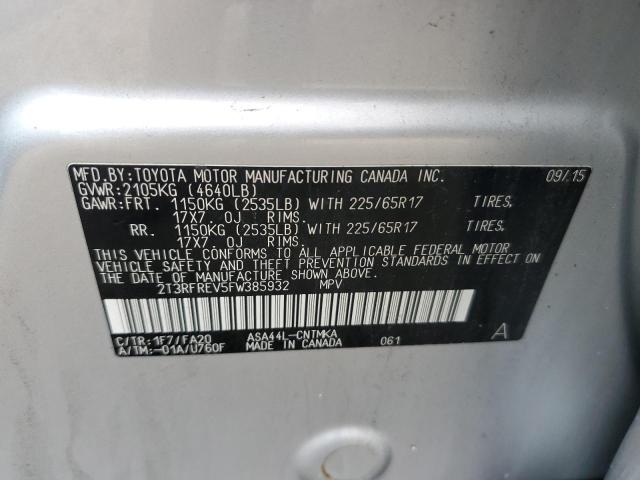 MFD.BY:TOYOTA MOTOR MANUFACTURING CANADA INC. 09/15
GVWR:2105KG (4640LB)
GAWR:FRT. 1150KG (2535LB) WITH 225/65R17 TIRES.
17X7.0J RIMS.
RR. 1150KG (2535LB) WITH 225/65R17 TIRES.
17X7.0J RIMS.
THIS VEHICLE CONFORMS TO ALL APPLICABLE FEDERAL MOTOR
VEHICLE SAFETY AND THEFT PREVENTION STANDARDS IN EFFECT ON
THE DATE OF MANUFACTURE SHOWN ABOVE.
2T3RFREV5FW385932 MPV
C/TR:1F7/FA20 ASA44L-CNTMKA 061 A
A/TM:-01A/U760F MADE IN CANADA